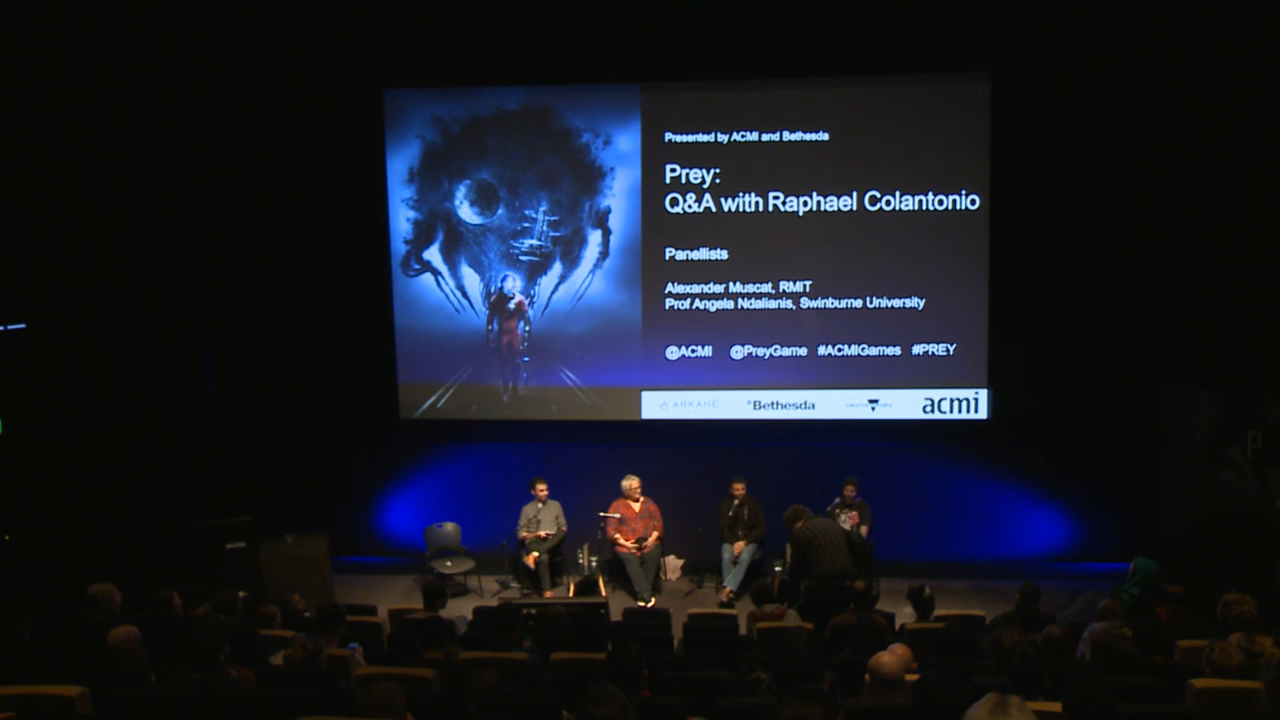 Presented by ACMI and Bethesda
Prey:
Q&A with Raphael Colantonio
Panellists
Alexander Muscat, RMIT
Prof Angela Ndalianis, Swinburne University
@ACMI @PreyGame #ACMIGames #PREY
ARKANE Bethesda acmi